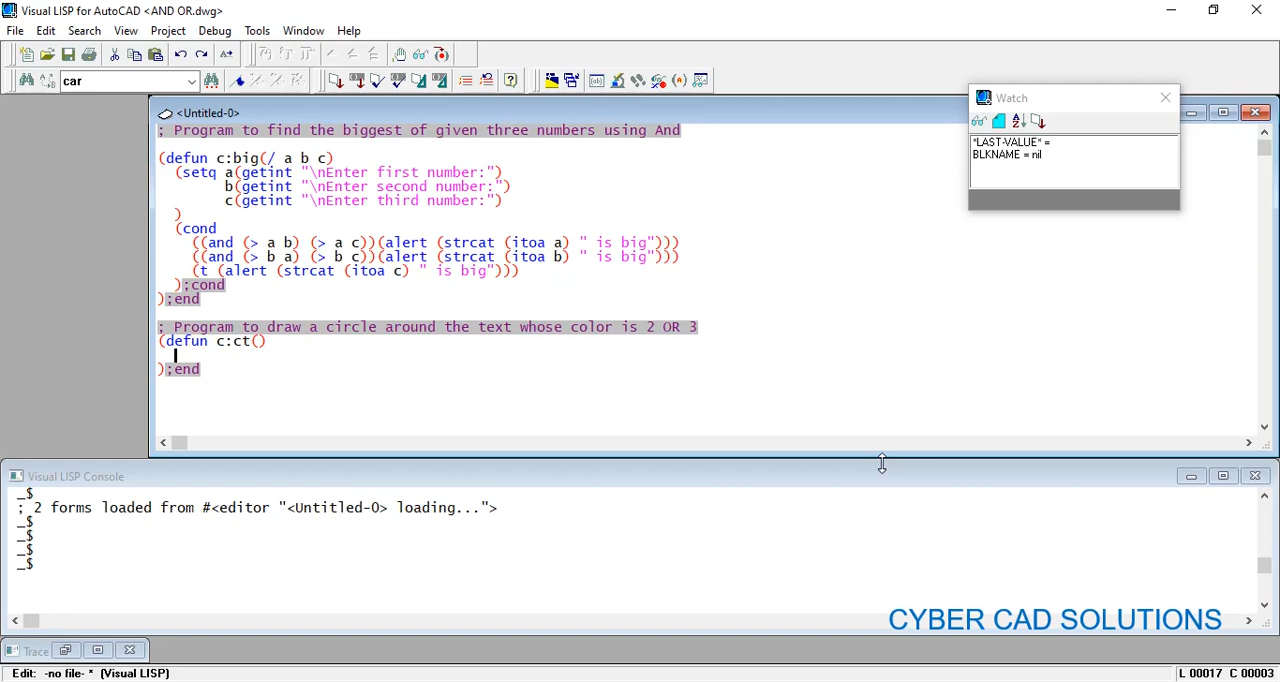 Visual LISP for AutoCAD <AND OR.dwg>
File Edit Search View Project Debug Tools Window Help
car
<Untitled-0>
; Program to find the biggest of given three numbers using And
(defun c:big(/ a b c)
(setq a(getint "\nEnter first number:")
b(getint "\nEnter second number:")
c(getint "\nEnter third number:")
)
(cond
((and (> a b) (> a c))(alert (strcat (itoa a) " is big")))
((and (> b a) (> b c))(alert (strcat (itoa b) " is big")))
(t (alert (strcat (itoa c) " is big")))
);cond
);end
; Program to draw a circle around the text whose color is 2 OR 3
(defun c:ct()
);end
Watch
*LAST-VALUE* =
BLKNAME = nil
Visual LISP Console
_$
; 2 forms loaded from #<editor "<Untitled-0> loading...">
_$
_$
_$
_$
CYBER CAD SOLUTIONS
Trace
Edit: -no file- * (Visual LISP)
L 00017 C 00003